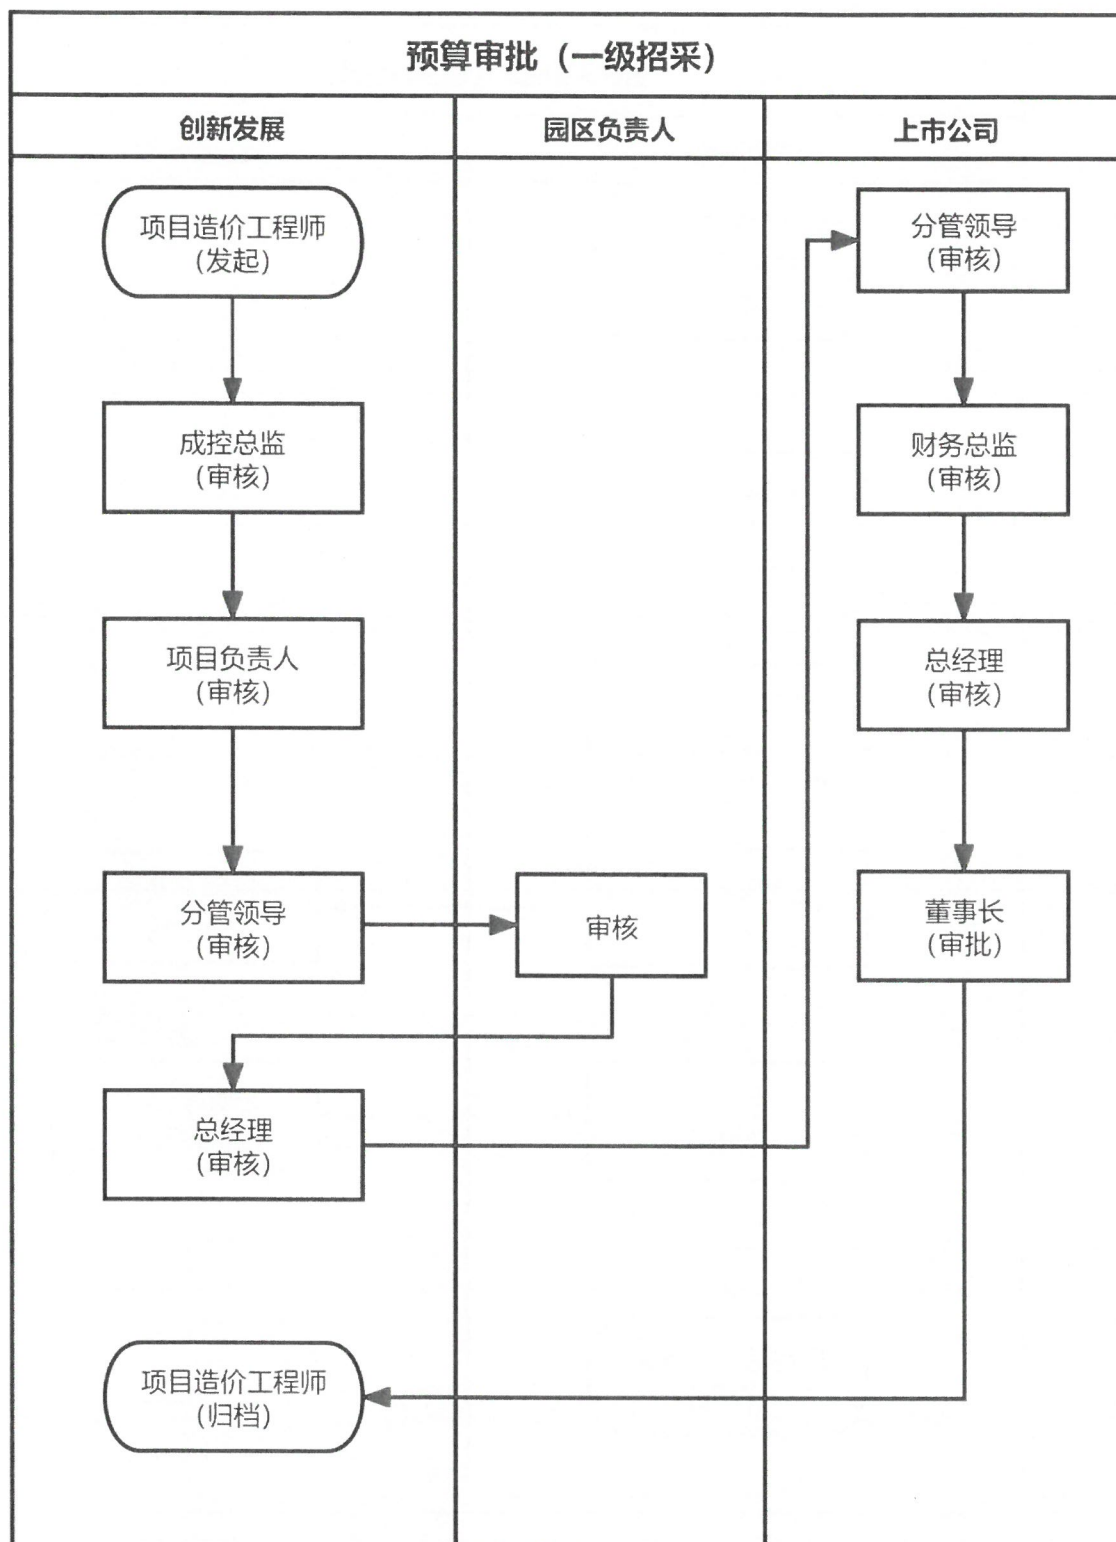 预算审批（一级招采）
创新发展
园区负责人
上市公司
项目造价工程师
（发起）
成控总监
（审核）
项目负责人
（审核）
分管领导
（审核）
审核
总经理
（审核）
分管领导
（审核）
财务总监
（审核）
总经理
（审核）
董事长
（审批）
项目造价工程师
（归档）